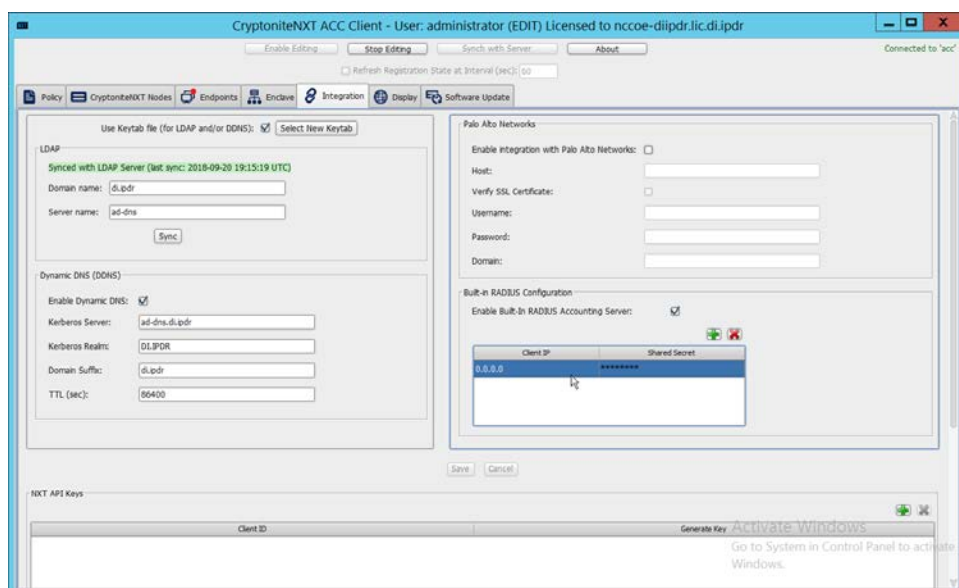 CryptoniteNXT ACC Client - User: administrator (EDIT) Licensed to nccoe-diipdr.lic.di.ipdr
Enable Editing Stop Editing Synch with Server About Connected to 'acc'
Refresh Registration State at Interval (sec): 60
Policy CryptoniteNXT Nodes Endpoints Enclave Integration Display Software Update
Use Keytab file (for LDAP and/or DDNS): Select New Keytab
LDAP
Synced with LDAP Server (last sync: 2018-09-20 19:15:19 UTC)
Domain name: di.ipdr
Server name: ad-dns
Sync
Dynamic DNS (DDNS)
Enable Dynamic DNS:
Kerberos Server: ad-dns.di.ipdr
Kerberos Realm: DI.IPDR
Domain Suffix: di.ipdr
TTL (sec): 86400
Palo Alto Networks
Enable integration with Palo Alto Networks:
Host:
Verify SSL Certificate:
Username:
Password:
Domain:
Built-in RADIUS Configuration
Enable Built-In RADIUS Accounting Server:
Client IP Shared Secret
0.0.0.0 ********
Save Cancel
NXT API Keys
Client ID Generate Key
Activate Windows
Go to System in Control Panel to activate
Windows.